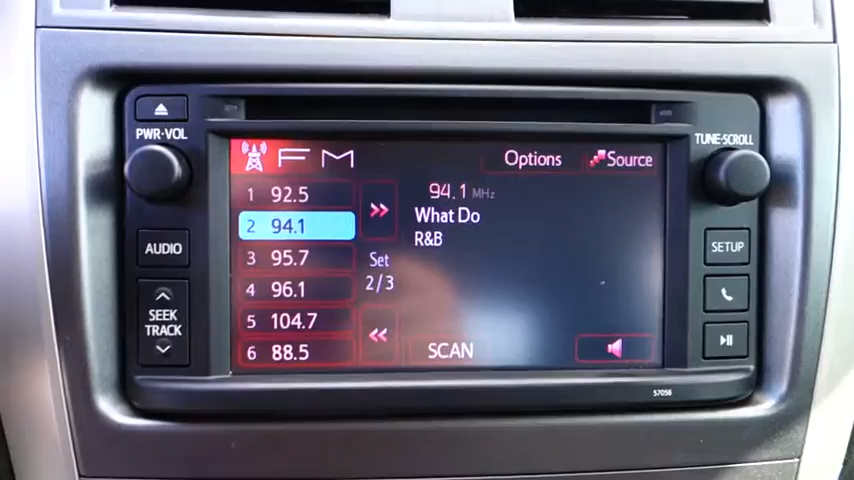 PWR·VOL
TUNE·SCROLL
FM
Options
Source
1 92.5
2 94.1
3 95.7
4 96.1
5 104.7
6 88.5
>>
Set
2/3
<<
94.1 MHz
What Do
R&B
SCAN
AUDIO
SEEK
TRACK
SETUP
57056